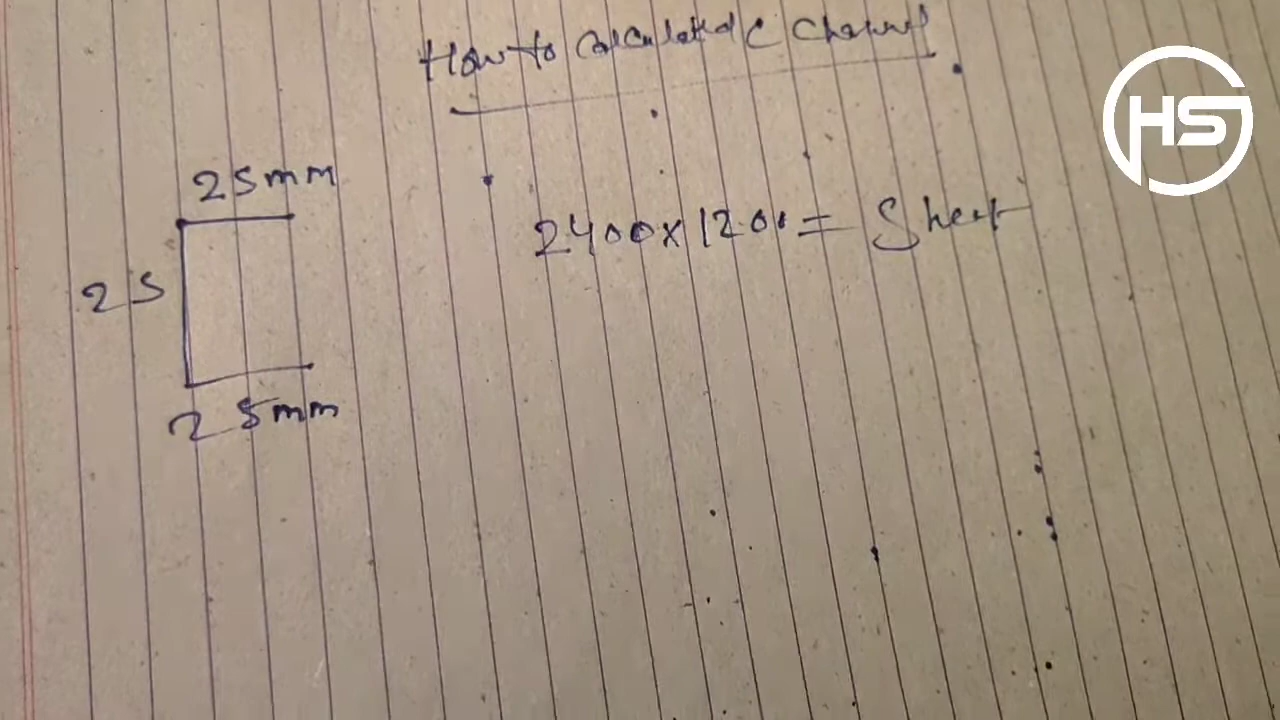 How to Calculated C Channel
HS
25mm
2400x1200= Sheet
25
25mm